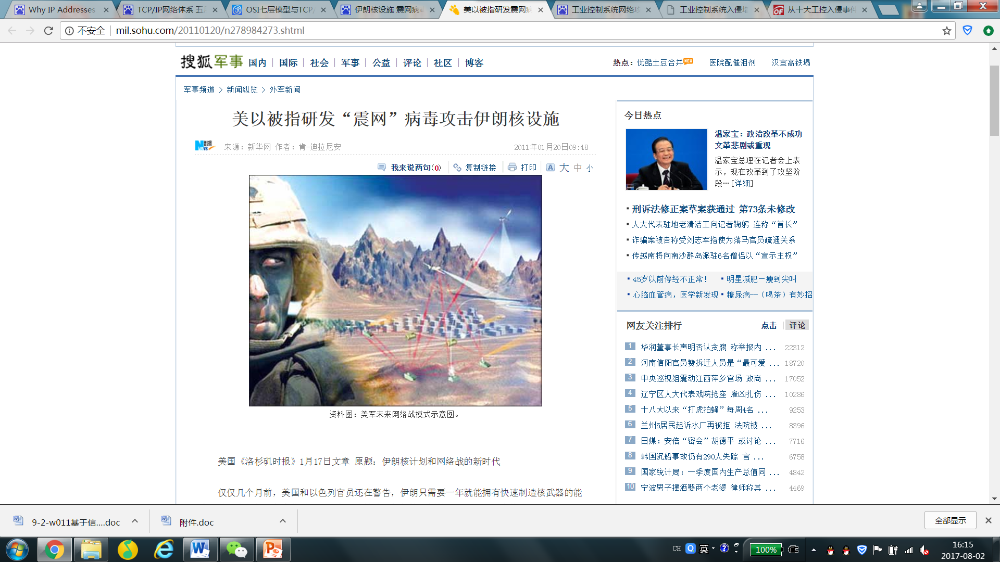 Why IP Addresses
TCP/IP网络体系 五
OSI七层模型与TCP
伊朗核设施 震网病毒
美以被指研发震网病
工业控制系统网络攻
工业控制系统入侵
从十大工控入侵事件
不安全 mil.sohu.com/20110120/n278984273.shtml
搜狐 军事 国内 国际 社会 军事 公益 评论 社区 博客
热点：优酷土豆合并 NEW 医院配催泪剂 汉宜高铁塌
军事频道 > 新闻纵览 > 外军新闻
美以被指研发“震网”病毒攻击伊朗核设施
来源：新华网 作者：肯-迪拉尼安 2011年01月20日09:48
我来说两句(0) 复制链接 打印 A 大 中 小
资料图：美军未来网络战模式示意图。
美国《洛杉矶时报》1月17日文章 原题：伊朗核计划和网络战的新时代
仅仅几个月前，美国和以色列官员还在警告，伊朗只需要一年就能拥有快速制造核武器的能
今日热点
温家宝：政治改革不成功
文革悲剧或重现
温家宝总理在记者会上表
示，现在改革到了攻坚阶
段…[详细]
刑诉法修正案草案获通过 第73条未修改
人大代表驻地老清洁工向记者鞠躬 连称“首长”
诈骗案被告称受刘志军指使为落马官员疏通关系
传越南将向南沙群岛派驻6名僧侣以“宣示主权”
45岁以前停经不正常！ 明星减肥一瘦到尖叫
心脑血管病，医学新发现 糖尿病--（喝茶）有妙招
网友关注排行 点击 | 评论
1 华润董事长声明否认贪腐 称举报内 ... 22312
2 河南信阳官员赞拆迁人员是“最可爱 ... 18720
3 中央巡视组震动江西萍乡官场 政商 ... 17052
4 辽宁区人大代表戏院抢座 雇凶扎伤 ... 10286
5 十八大以来“打虎拍蝇”每周4名 ... 9253
6 兰州5居民起诉水厂再被拒 法院被 ... 8396
7 日媒：安倍“密会”胡德平 或讨论 ... 7716
8 韩国沉船事故仍有290人失踪 官 ... 6758
9 国家统计局：一季度国内生产总值同 ... 4842
10 宁波男子摆酒娶两个老婆 律师称其 ... 4469
9-2-w011基于信....doc
附件.doc
全部显示
CH 英 100%
16:15
2017-08-02